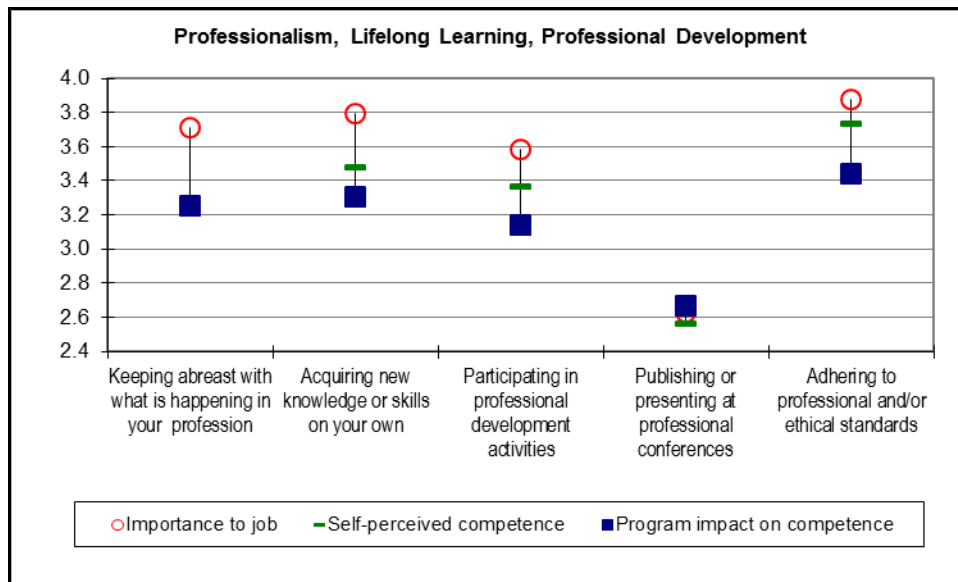 Professionalism, Lifelong Learning, Professional Development
4.0
3.8
3.6
3.4
3.2
3.0
2.8
2.6
2.4
Keeping abreast with
what is happening in
your profession
Acquiring new
knowledge or skills
on your own
Participating in
professional
development
activities
Publishing or
presenting at
professional
conferences
Adhering to
professional and/or
ethical standards
Importance to job
Self-perceived competence
Program impact on competence